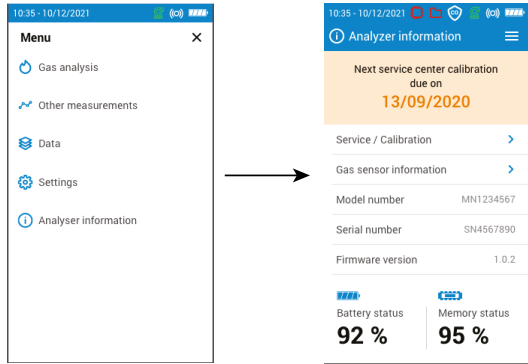 10:35 - 10/12/2021
Menu
Gas analysis
Other measurements
Data
Settings
Analyser information
10:35 - 10/12/2021
Analyzer information
Next service center calibration
due on
13/09/2020
Service / Calibration
Gas sensor information
Model number MN1234567
Serial number SN4567890
Firmware version 1.0.2
Battery status Memory status
92 % 95 %